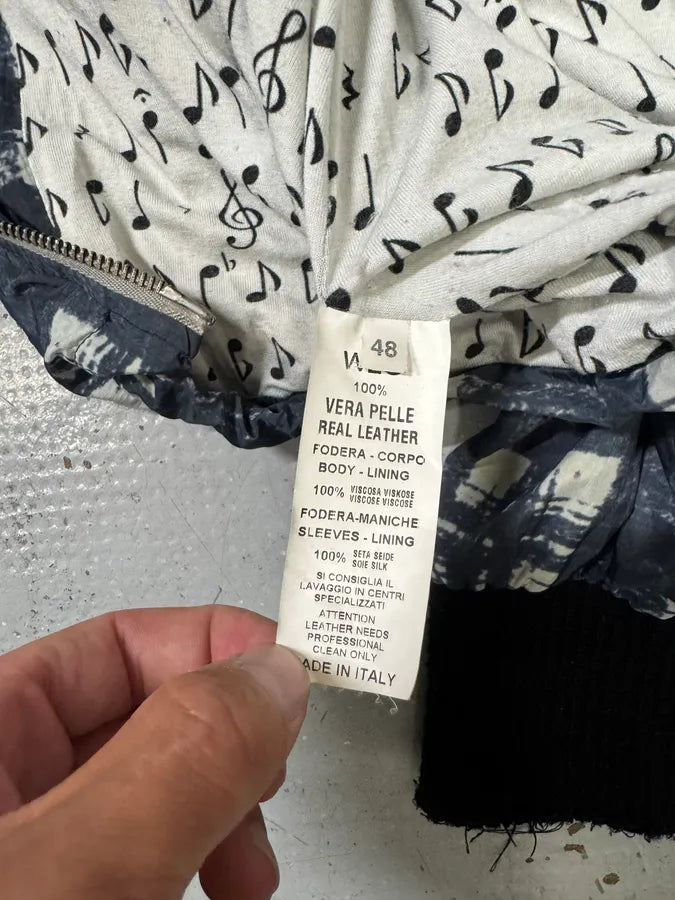 48
100%
VERA PELLE
REAL LEATHER
FODERA - CORPO
BODY - LINING
100% VISCOSA VISKOSE
VISCOSE VISCOSE
FODERA-MANICHE
SLEEVES - LINING
100% SETA SEIDE
SOIE SILK
SI CONSIGLIA IL
LAVAGGIO IN CENTRI
SPECIALIZZATI
ATTENTION
LEATHER NEEDS
PROFESSIONAL
CLEAN ONLY
ADE IN ITALY